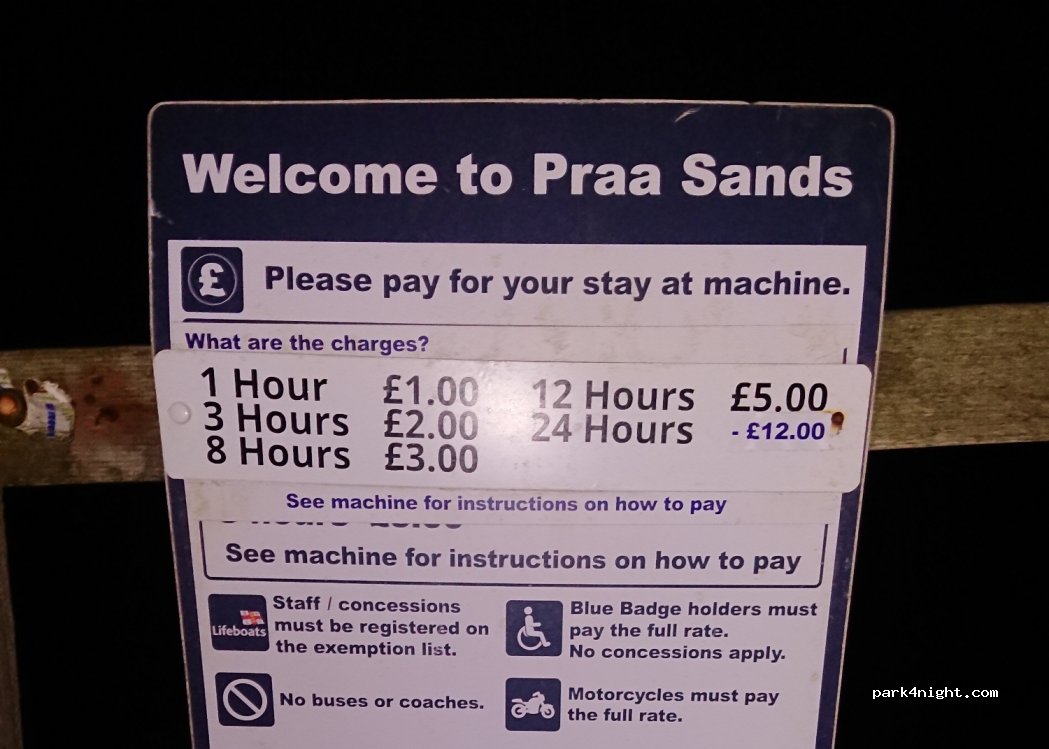 Welcome to Praa Sands
£ Please pay for your stay at machine.
What are the charges?
1 Hour £1.00 12 Hours £5.00
3 Hours £2.00 24 Hours - £12.00
8 Hours £3.00
See machine for instructions on how to pay
See machine for instructions on how to pay
Lifeboats
Staff / concessions
must be registered on
the exemption list.
Blue Badge holders must
pay the full rate.
No concessions apply.
No buses or coaches.
Motorcycles must pay
the full rate.
park4night.com